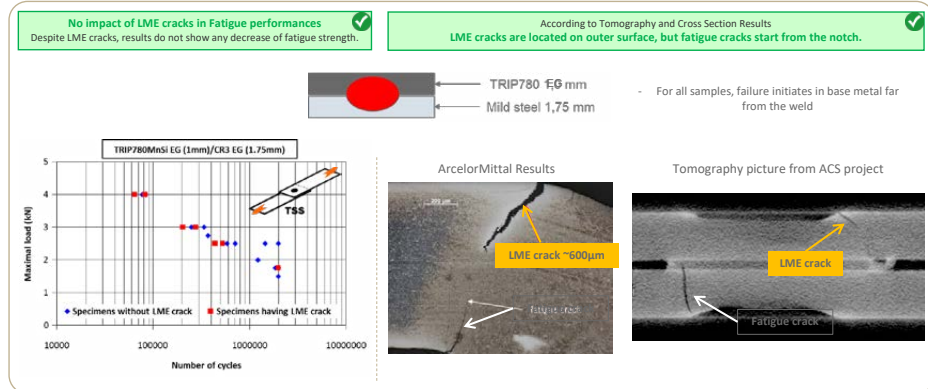 No impact of LME cracks in Fatigue performances
Despite LME cracks, results do not show any decrease of fatigue strength.
According to Tomography and Cross Section Results
LME cracks are located on outer surface, but fatigue cracks start from the notch.
TRIP780 EG mm
Mild steel 1,75 mm
- For all samples, failure initiates in base metal far
from the weld
TRIP780MnSi EG (1mm)/CR3 EG (1.75mm)
5
4
3
2
1
0
Maximal load (kN)
TSS
Specimens without LME crack
Specimens having LME crack
10000
100000
1000000
10000000
Number of cycles
ArcelorMittal Results
200 µm
LME crack ~600µm
Fatigue crack
Tomography picture from ACS project
LME crack
Fatigue crack